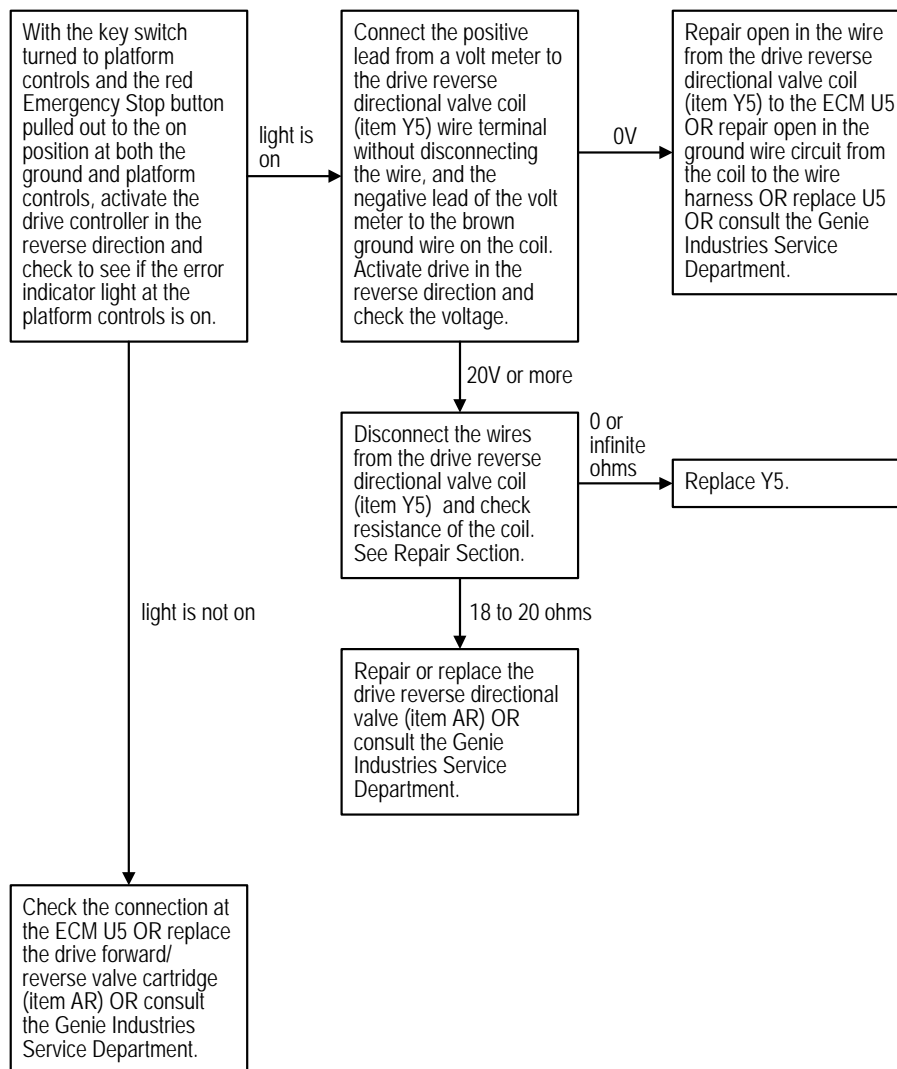 With the key switch
turned to platform
controls and the red
Emergency Stop button
pulled out to the on
position at both the
ground and platform
controls, activate the
drive controller in the
reverse direction and
check to see if the error
indicator light at the
platform controls is on.
light is
on
Connect the positive
lead from a volt meter to
the drive reverse
directional valve coil
(item Y5) wire terminal
without disconnecting
the wire, and the
negative lead of the volt
meter to the brown
ground wire on the coil.
Activate drive in the
reverse direction and
check the voltage.
0V
Repair open in the wire
from the drive reverse
directional valve coil
(item Y5) to the ECM U5
OR repair open in the
ground wire circuit from
the coil to the wire
harness OR replace U5
OR consult the Genie
Industries Service
Department.
20V or more
Disconnect the wires
from the drive reverse
directional valve coil
(item Y5) and check
resistance of the coil.
See Repair Section.
0 or
infinite
ohms
Replace Y5.
18 to 20 ohms
Repair or replace the
drive reverse directional
valve (item AR) OR
consult the Genie
Industries Service
Department.
light is not on
Check the connection at
the ECM U5 OR replace
the drive forward/
reverse valve cartridge
(item AR) OR consult
the Genie Industries
Service Department.